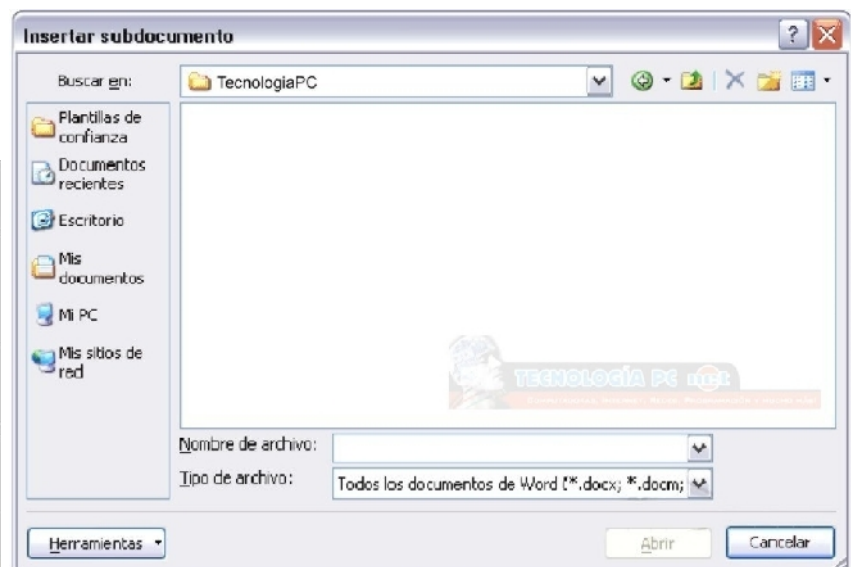 Insertar subdocumento
Buscar en:
TecnologiaPC
Plantillas de
confianza
Documentos
recientes
Escritorio
Mis
documentos
Mi PC
Mis sitios de
red
TECNOLOGÍA PC
Nombre de archivo:
Tipo de archivo:
Todos los documentos de Word (*.docx; *.docm;
Herramientas
Abrir
Cancelar